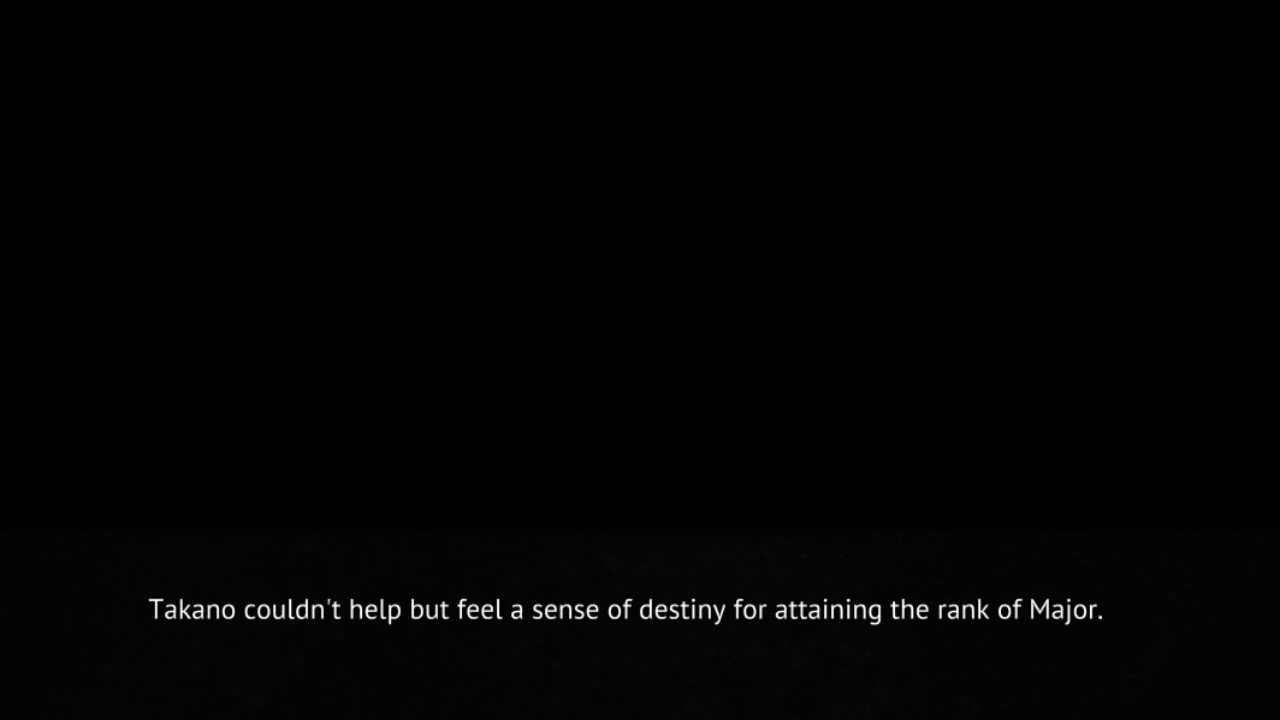 Takano couldn't help but feel a sense of destiny for attaining the rank of Major.